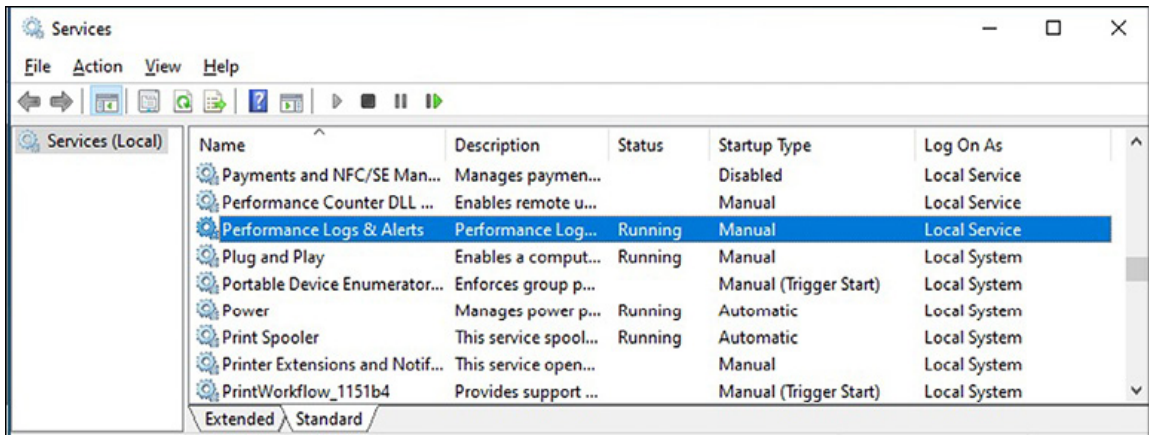 Services
File Action View Help
Services (Local)
Name Description Status Startup Type Log On As
Payments and NFC/SE Man... Manages paymen... Disabled Local Service
Performance Counter DLL ... Enables remote u... Manual Local Service
Performance Logs & Alerts Performance Log... Running Manual Local Service
Plug and Play Enables a comput... Running Manual Local System
Portable Device Enumerator... Enforces group p... Manual (Trigger Start) Local System
Power Manages power p... Running Automatic Local System
Print Spooler This service spool... Running Automatic Local System
Printer Extensions and Notif... This service open... Manual Local System
PrintWorkflow_1151b4 Provides support ... Manual (Trigger Start) Local System
Extended Standard